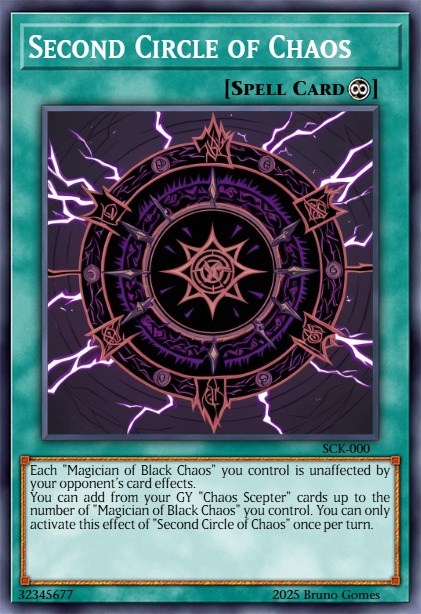 Second Circle of Chaos
[Spell Card ]
SCK-000
Each "Magician of Black Chaos" you control is unaffected by
your opponent's card effects.
You can add from your GY "Chaos Scepter" cards up to the
number of "Magician of Black Chaos" you control. You can only
activate this effect of "Second Circle of Chaos" once per turn.
32345677
2025 Bruno Gomes